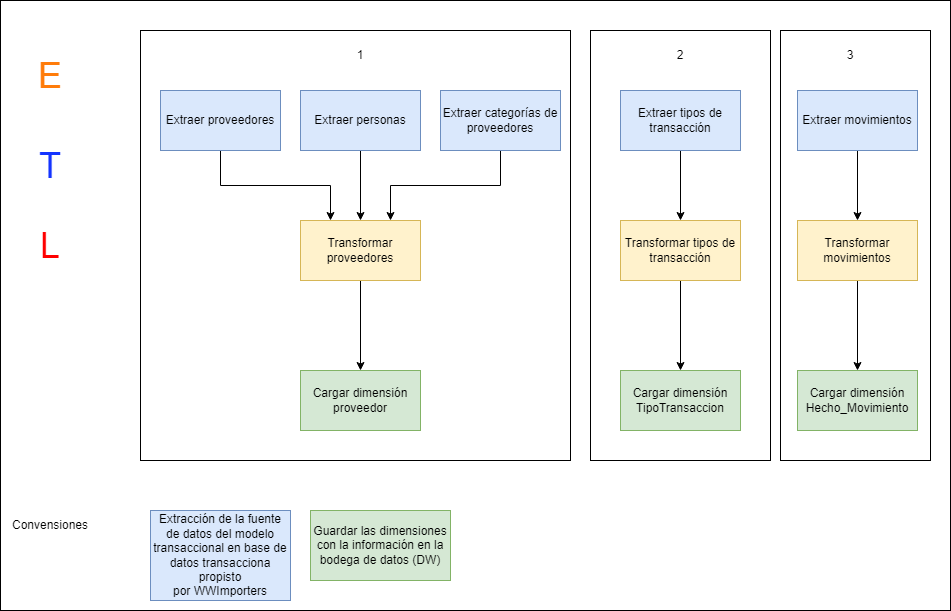 E
T
L
1
Extraer proveedores
Extraer personas
Extraer categorías de
proveedores
Transformar
proveedores
Cargar dimensión
proveedor
2
Extraer tipos de
transacción
Transformar tipos de
transacción
Cargar dimensión
TipoTransaccion
3
Extraer movimientos
Transformar
movimientos
Cargar dimensión
Hecho_Movimiento
Convensiones
Extracción de la fuente
de datos del modelo
transaccional en base de
datos transacciona
propisto
por WWImporters
Guardar las dimensiones
con la información en la
bodega de datos (DW)